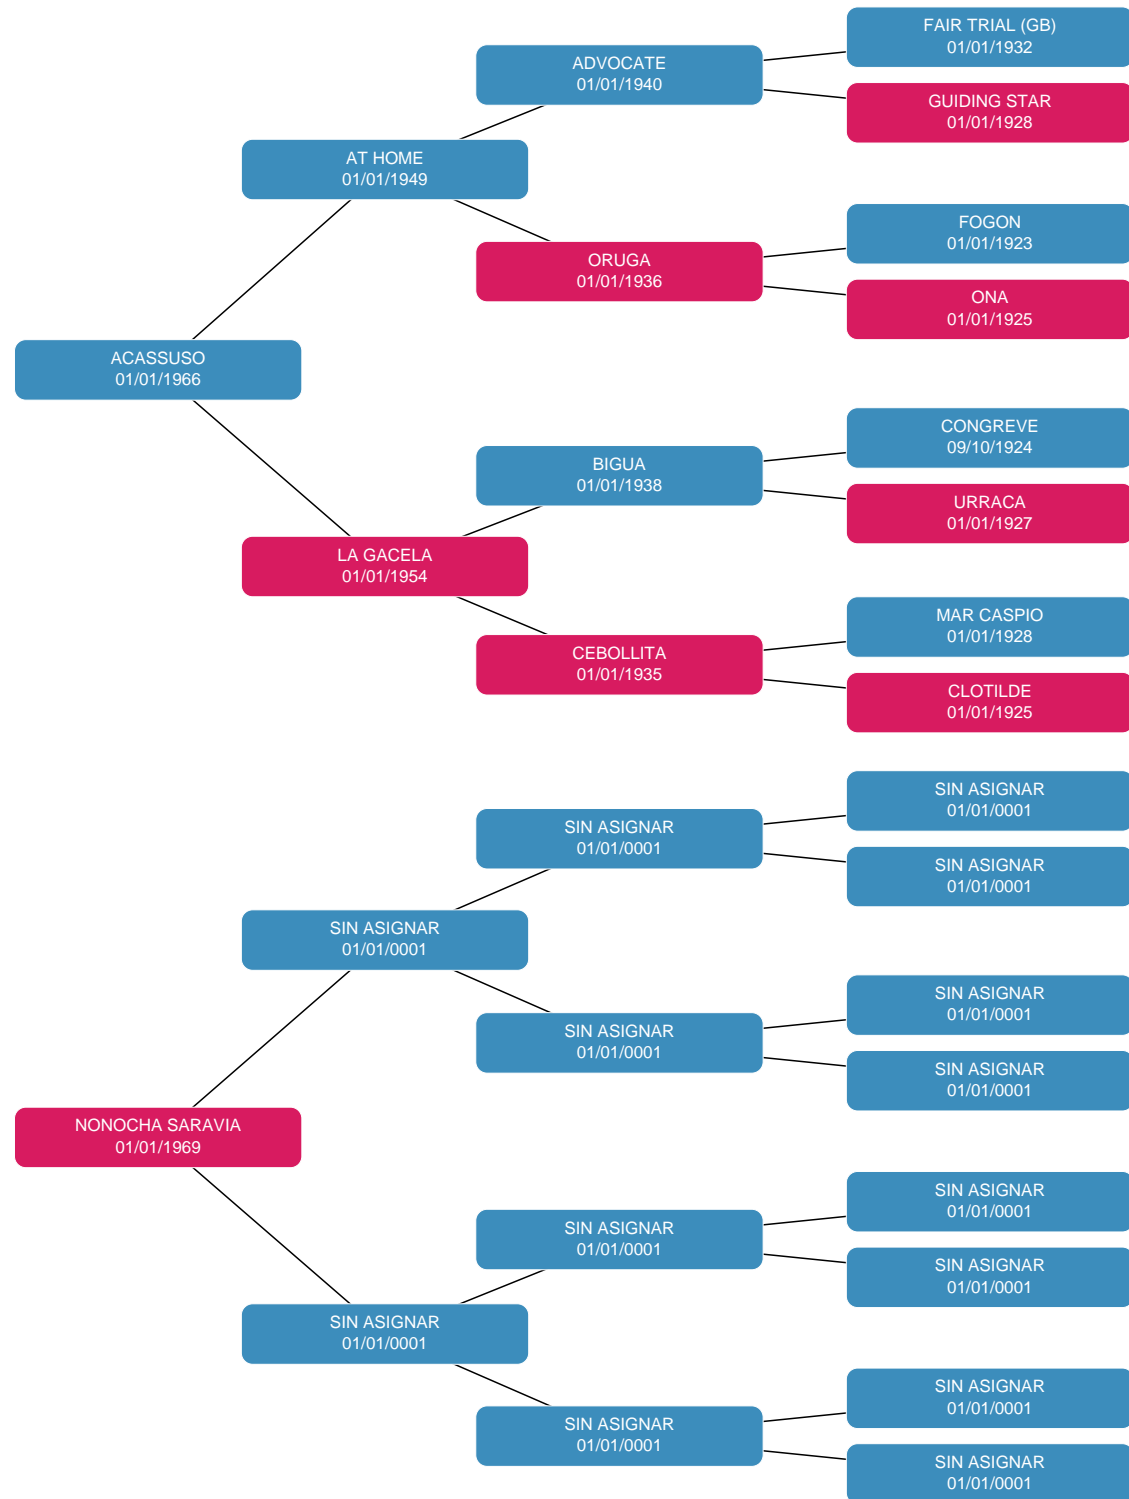 FAIR TRIAL (GB)
01/01/1932
ADVOCATE
01/01/1940
GUIDING STAR
01/01/1928
AT HOME
01/01/1949
FOGON
01/01/1923
ORUGA
01/01/1936
ONA
01/01/1925
ACASSUSO
01/01/1966
CONGREVE
09/10/1924
BIGUA
01/01/1938
URRACA
01/01/1927
LA GACELA
01/01/1954
MAR CASPIO
01/01/1928
CEBOLLITA
01/01/1935
CLOTILDE
01/01/1925
SIN ASIGNAR
01/01/0001
SIN ASIGNAR
01/01/0001
SIN ASIGNAR
01/01/0001
SIN ASIGNAR
01/01/0001
SIN ASIGNAR
01/01/0001
SIN ASIGNAR
01/01/0001
SIN ASIGNAR
01/01/0001
NONOCHA SARAVIA
01/01/1969
SIN ASIGNAR
01/01/0001
SIN ASIGNAR
01/01/0001
SIN ASIGNAR
01/01/0001
SIN ASIGNAR
01/01/0001
SIN ASIGNAR
01/01/0001
SIN ASIGNAR
01/01/0001
SIN ASIGNAR
01/01/0001